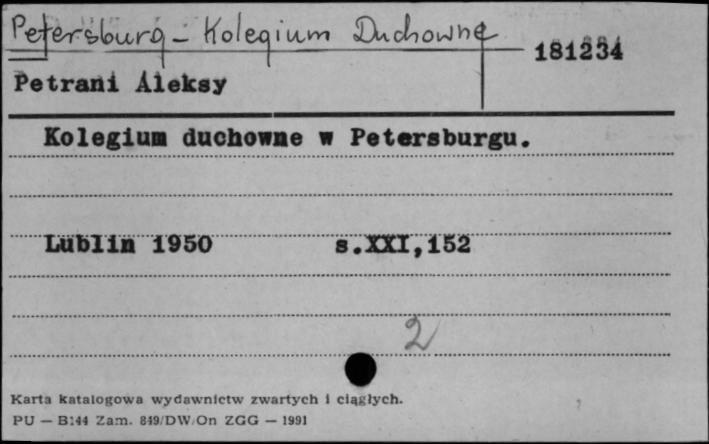 Petersburg - Kolegium Duchowne
181234
Petrani Aleksy
Kolegium duchowne w Petersburgu.
Lublin 1950 s.XXI,152
2
Karta katalogowa wydawnictw zwartych i ciągłych.
PU — B144 Zam. 849/DW/On ZGG — 1991